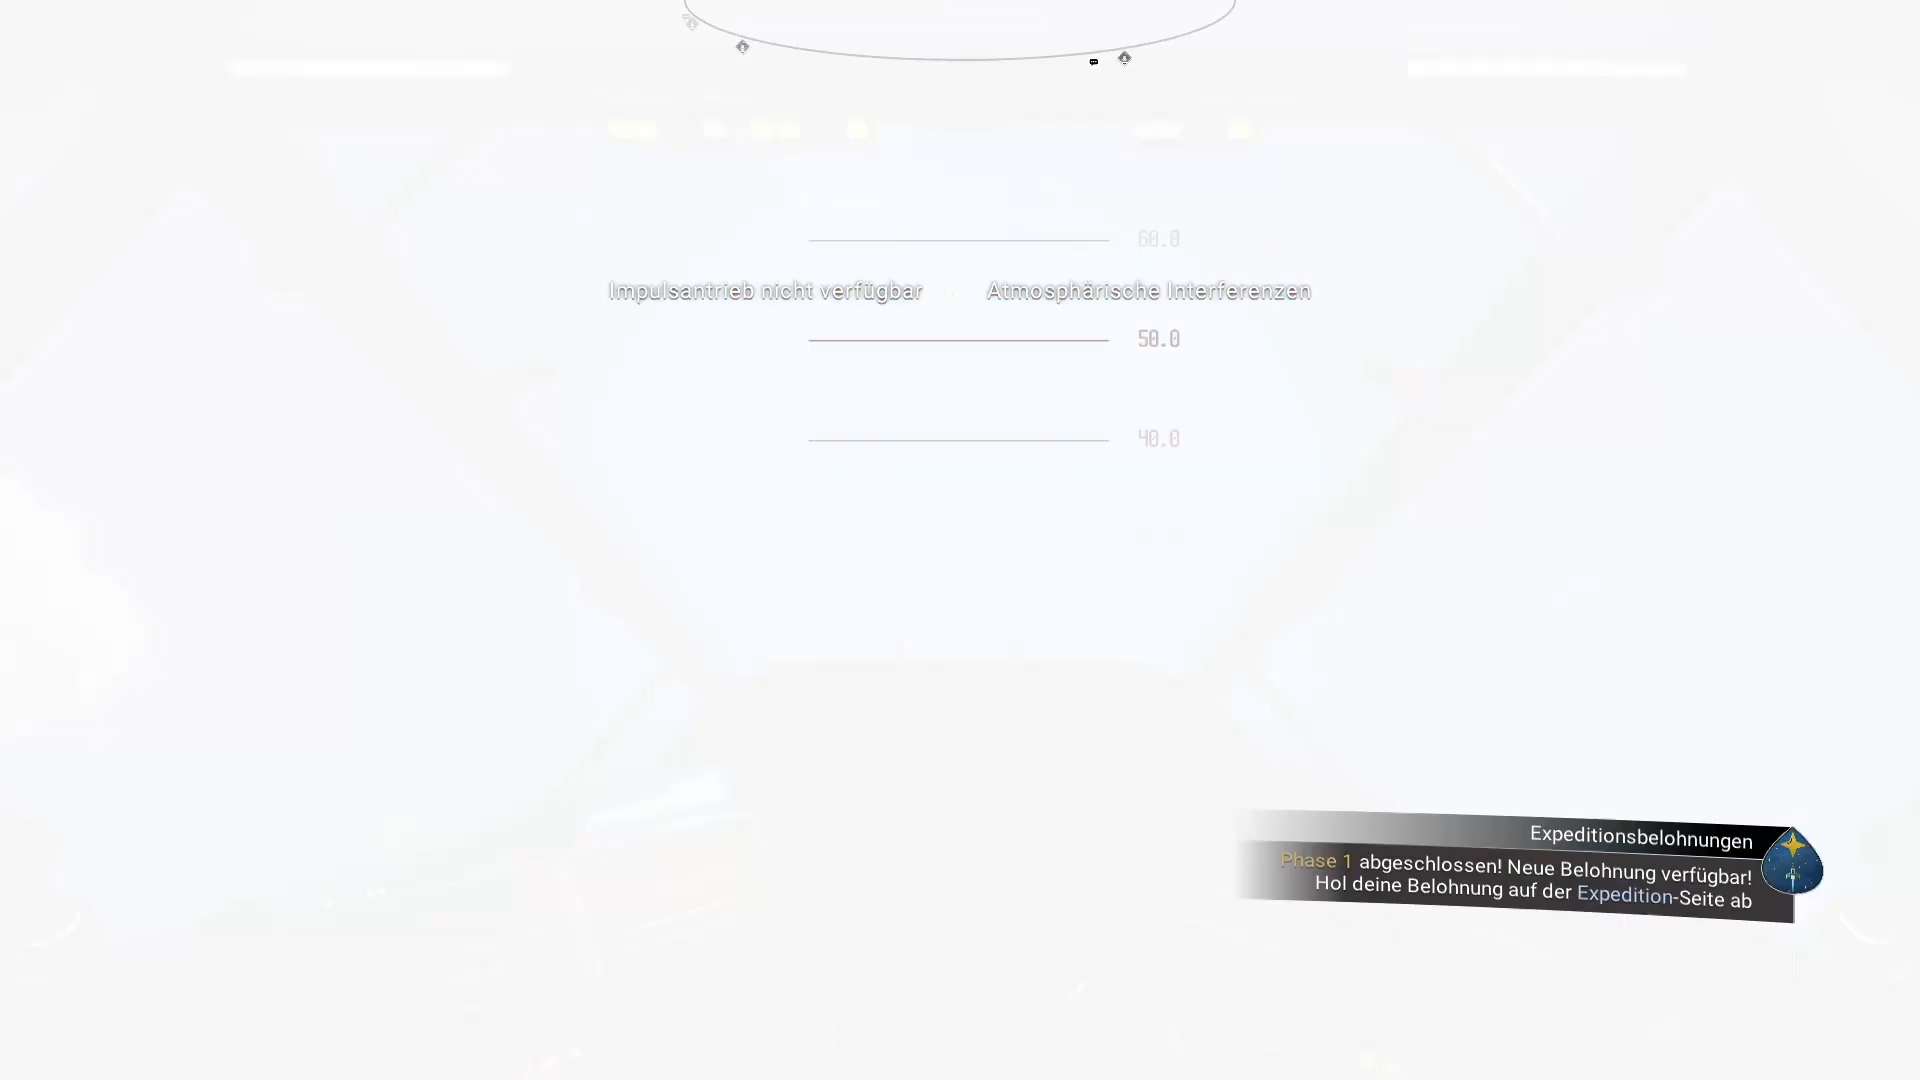 60.0
Impulsantrieb nicht verfügbar
Atmosphärische Interferenzen
50.0
40.0
Expeditionsbelohnungen
Phase 1 abgeschlossen! Neue Belohnung verfügbar!
Hol deine Belohnung auf der Expedition-Seite ab